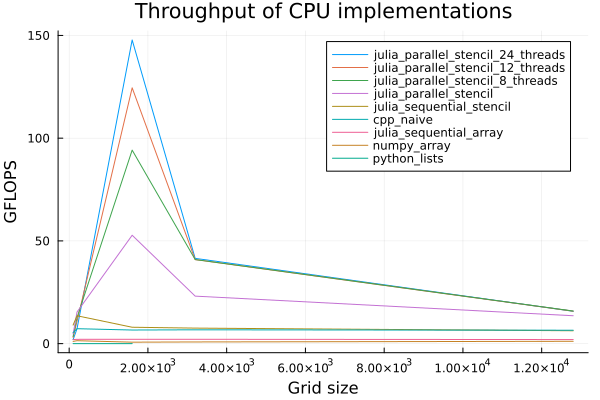 Throughput of CPU implementations
GFLOPS
150
100
50
0
julia_parallel_stencil_24_threads
julia_parallel_stencil_12_threads
julia_parallel_stencil_8_threads
julia_parallel_stencil
julia_sequential_stencil
cpp_naive
julia_sequential_array
numpy_array
python_lists
0 2.00×10³ 4.00×10³ 6.00×10³ 8.00×10³ 1.00×10⁴ 1.20×10⁴
Grid size